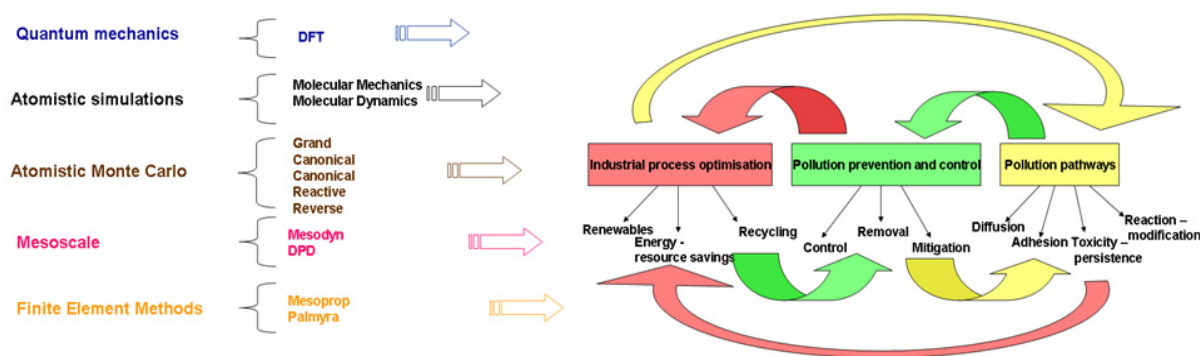 Quantum mechanics
DFT
Atomistic simulations
Molecular Mechanics
Molecular Dynamics
Atomistic Monte Carlo
Grand
Canonical
Canonical
Reactive
Reverse
Mesoscale
Mesodyn
DPD
Finite Element Methods
Mesoprop
Palmyra
Industrial process optimisation
Pollution prevention and control
Pollution pathways
Renewables
Energy -
resource savings
Recycling
Control
Removal
Mitigation
Diffusion
Adhesion
Toxicity –
persistence
Reaction –
modification